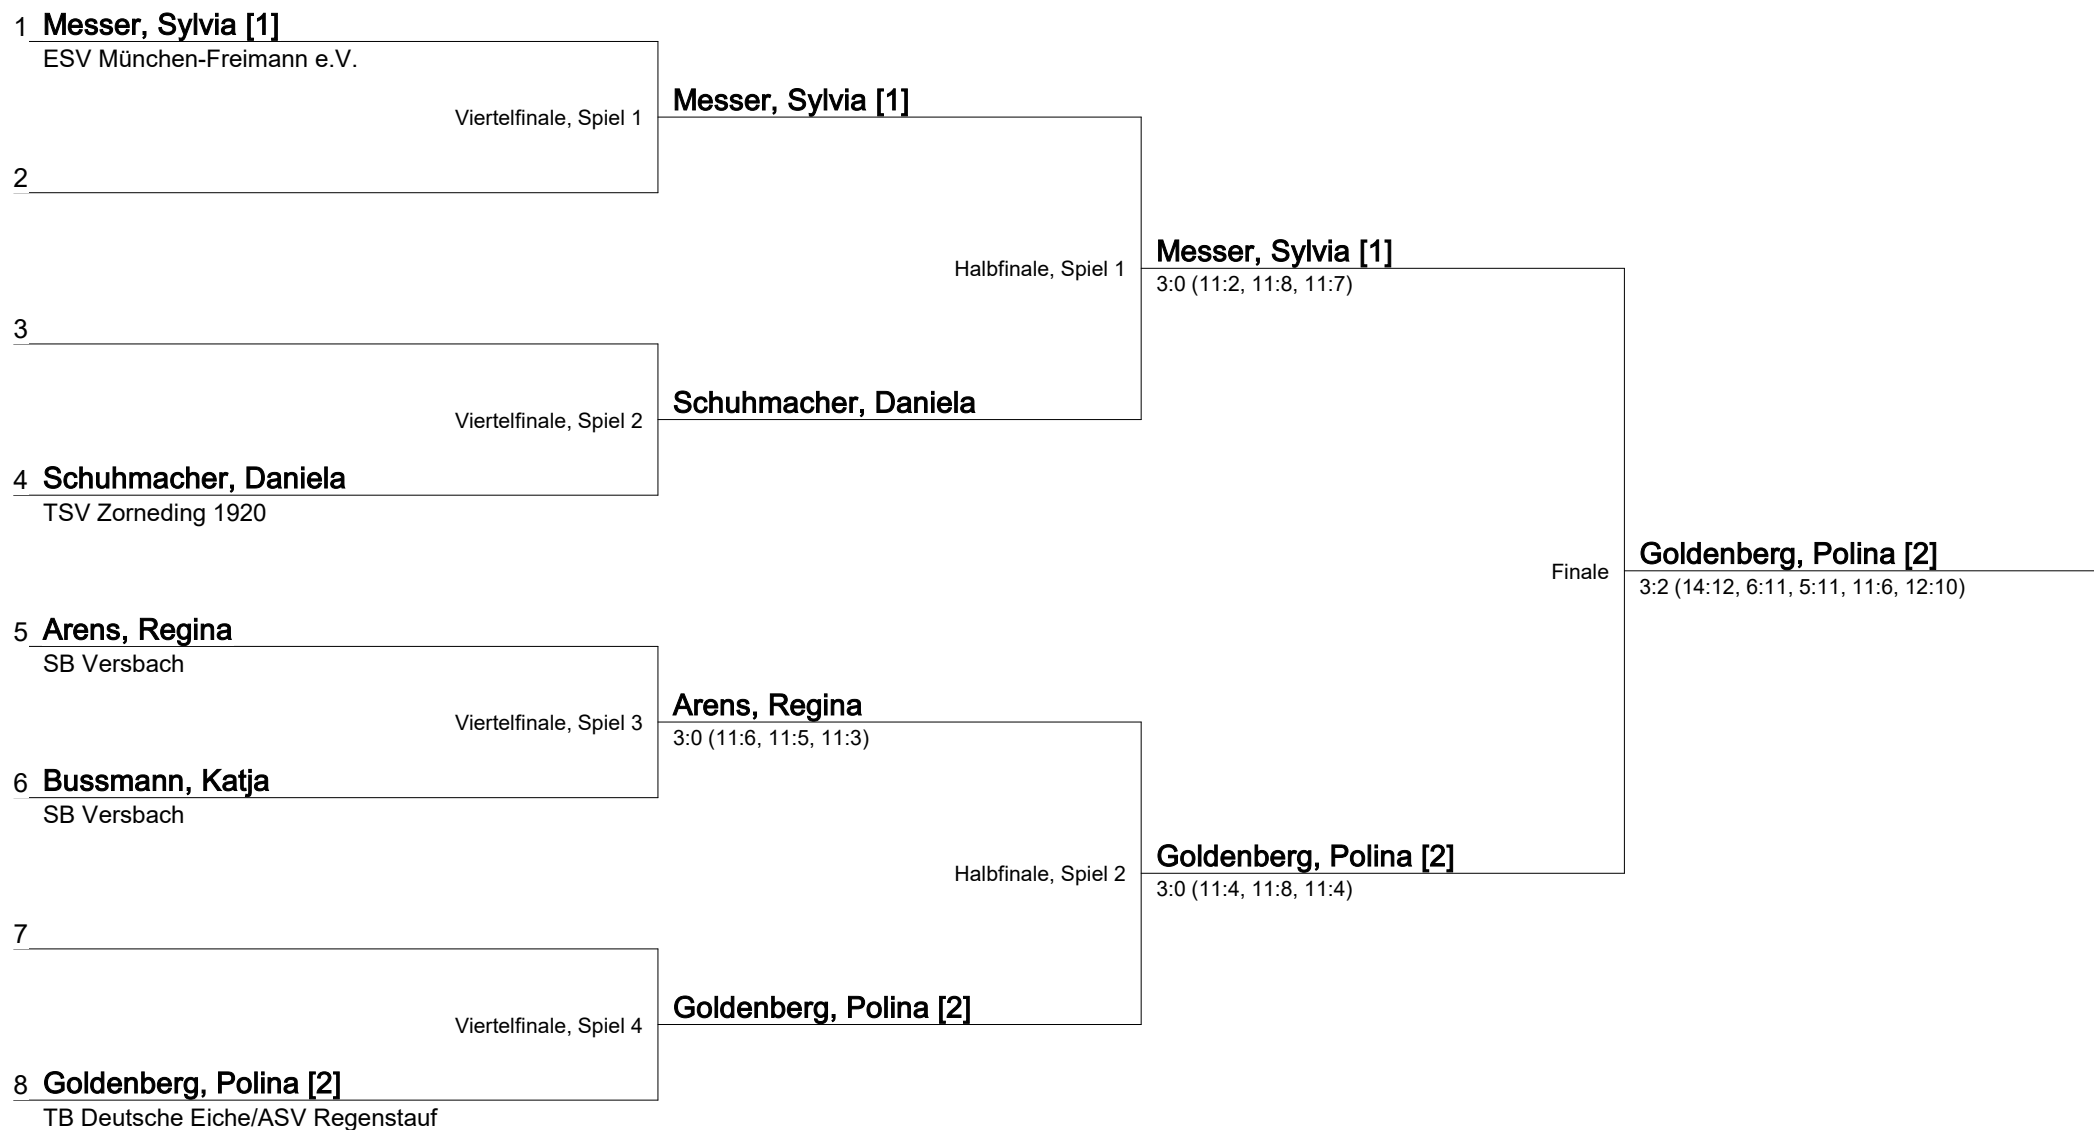 1 Messer, Sylvia [1]
ESV München-Freimann e.V.
Messer, Sylvia [1]
Viertelfinale, Spiel 1
2
Messer, Sylvia [1]
Halbfinale, Spiel 1
3:0 (11:2, 11:8, 11:7)
3
Schuhmacher, Daniela
Viertelfinale, Spiel 2
4 Schuhmacher, Daniela
TSV Zorneding 1920
Goldenberg, Polina [2]
Finale
3:2 (14:12, 6:11, 5:11, 11:6, 12:10)
5 Arens, Regina
SB Versbach
Arens, Regina
Viertelfinale, Spiel 3
3:0 (11:6, 11:5, 11:3)
6 Bussmann, Katja
SB Versbach
Goldenberg, Polina [2]
Halbfinale, Spiel 2
3:0 (11:4, 11:8, 11:4)
7
Goldenberg, Polina [2]
Viertelfinale, Spiel 4
8 Goldenberg, Polina [2]
TB Deutsche Eiche/ASV Regenstauf